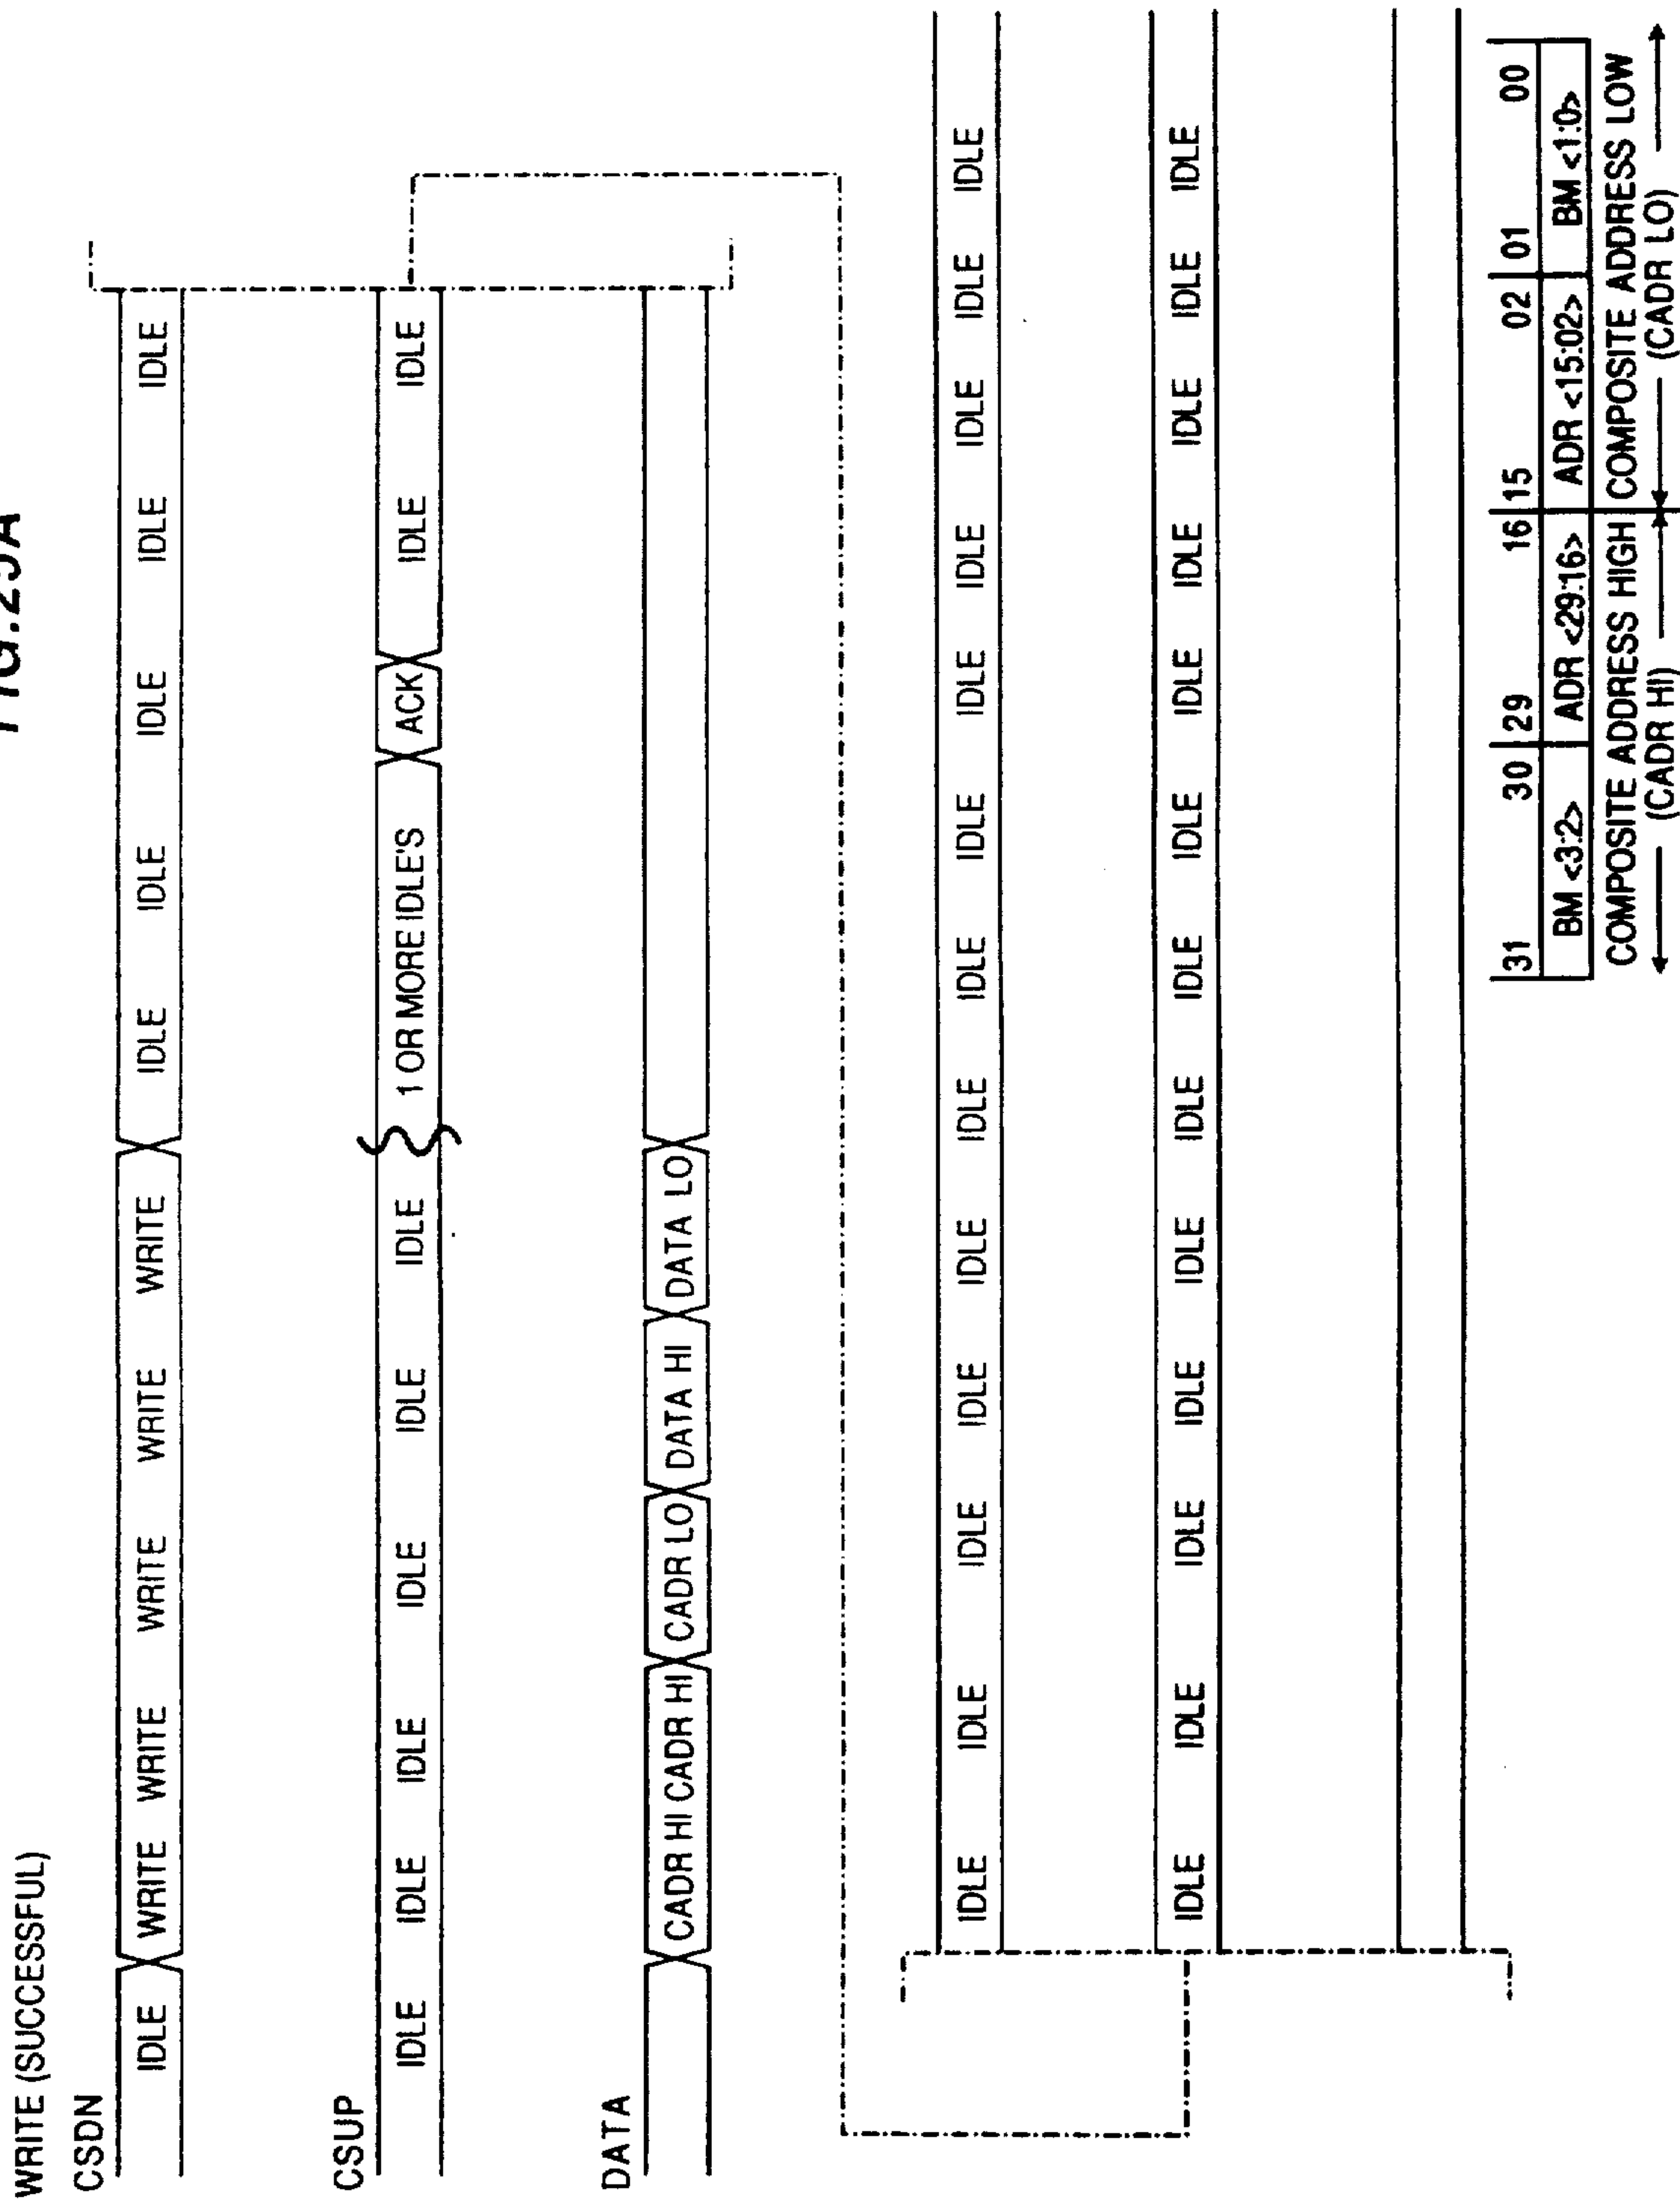 WRITE (SUCCESSFUL)
CSDN
IDLE WRITE WRITE WRITE WRITE WRITE IDLE IDLE IDLE IDLE IDLE
CSUP
IDLE IDLE IDLE IDLE IDLE IDLE 1 OR MORE IDLE'S ACK IDLE IDLE
DATA
CADR HI CADR HI CADR LO DATA HI DATA LO
IDLE IDLE IDLE IDLE IDLE IDLE IDLE IDLE IDLE IDLE IDLE IDLE IDLE
IDLE IDLE IDLE IDLE IDLE IDLE IDLE IDLE IDLE IDLE IDLE IDLE IDLE
31 30 29 16 15 02 01 00
BM <3:2> ADR <29:16> ADR <15:02> BM <1:0>
COMPOSITE ADDRESS HIGH COMPOSITE ADDRESS LOW
(CADR HI) (CADR LO)